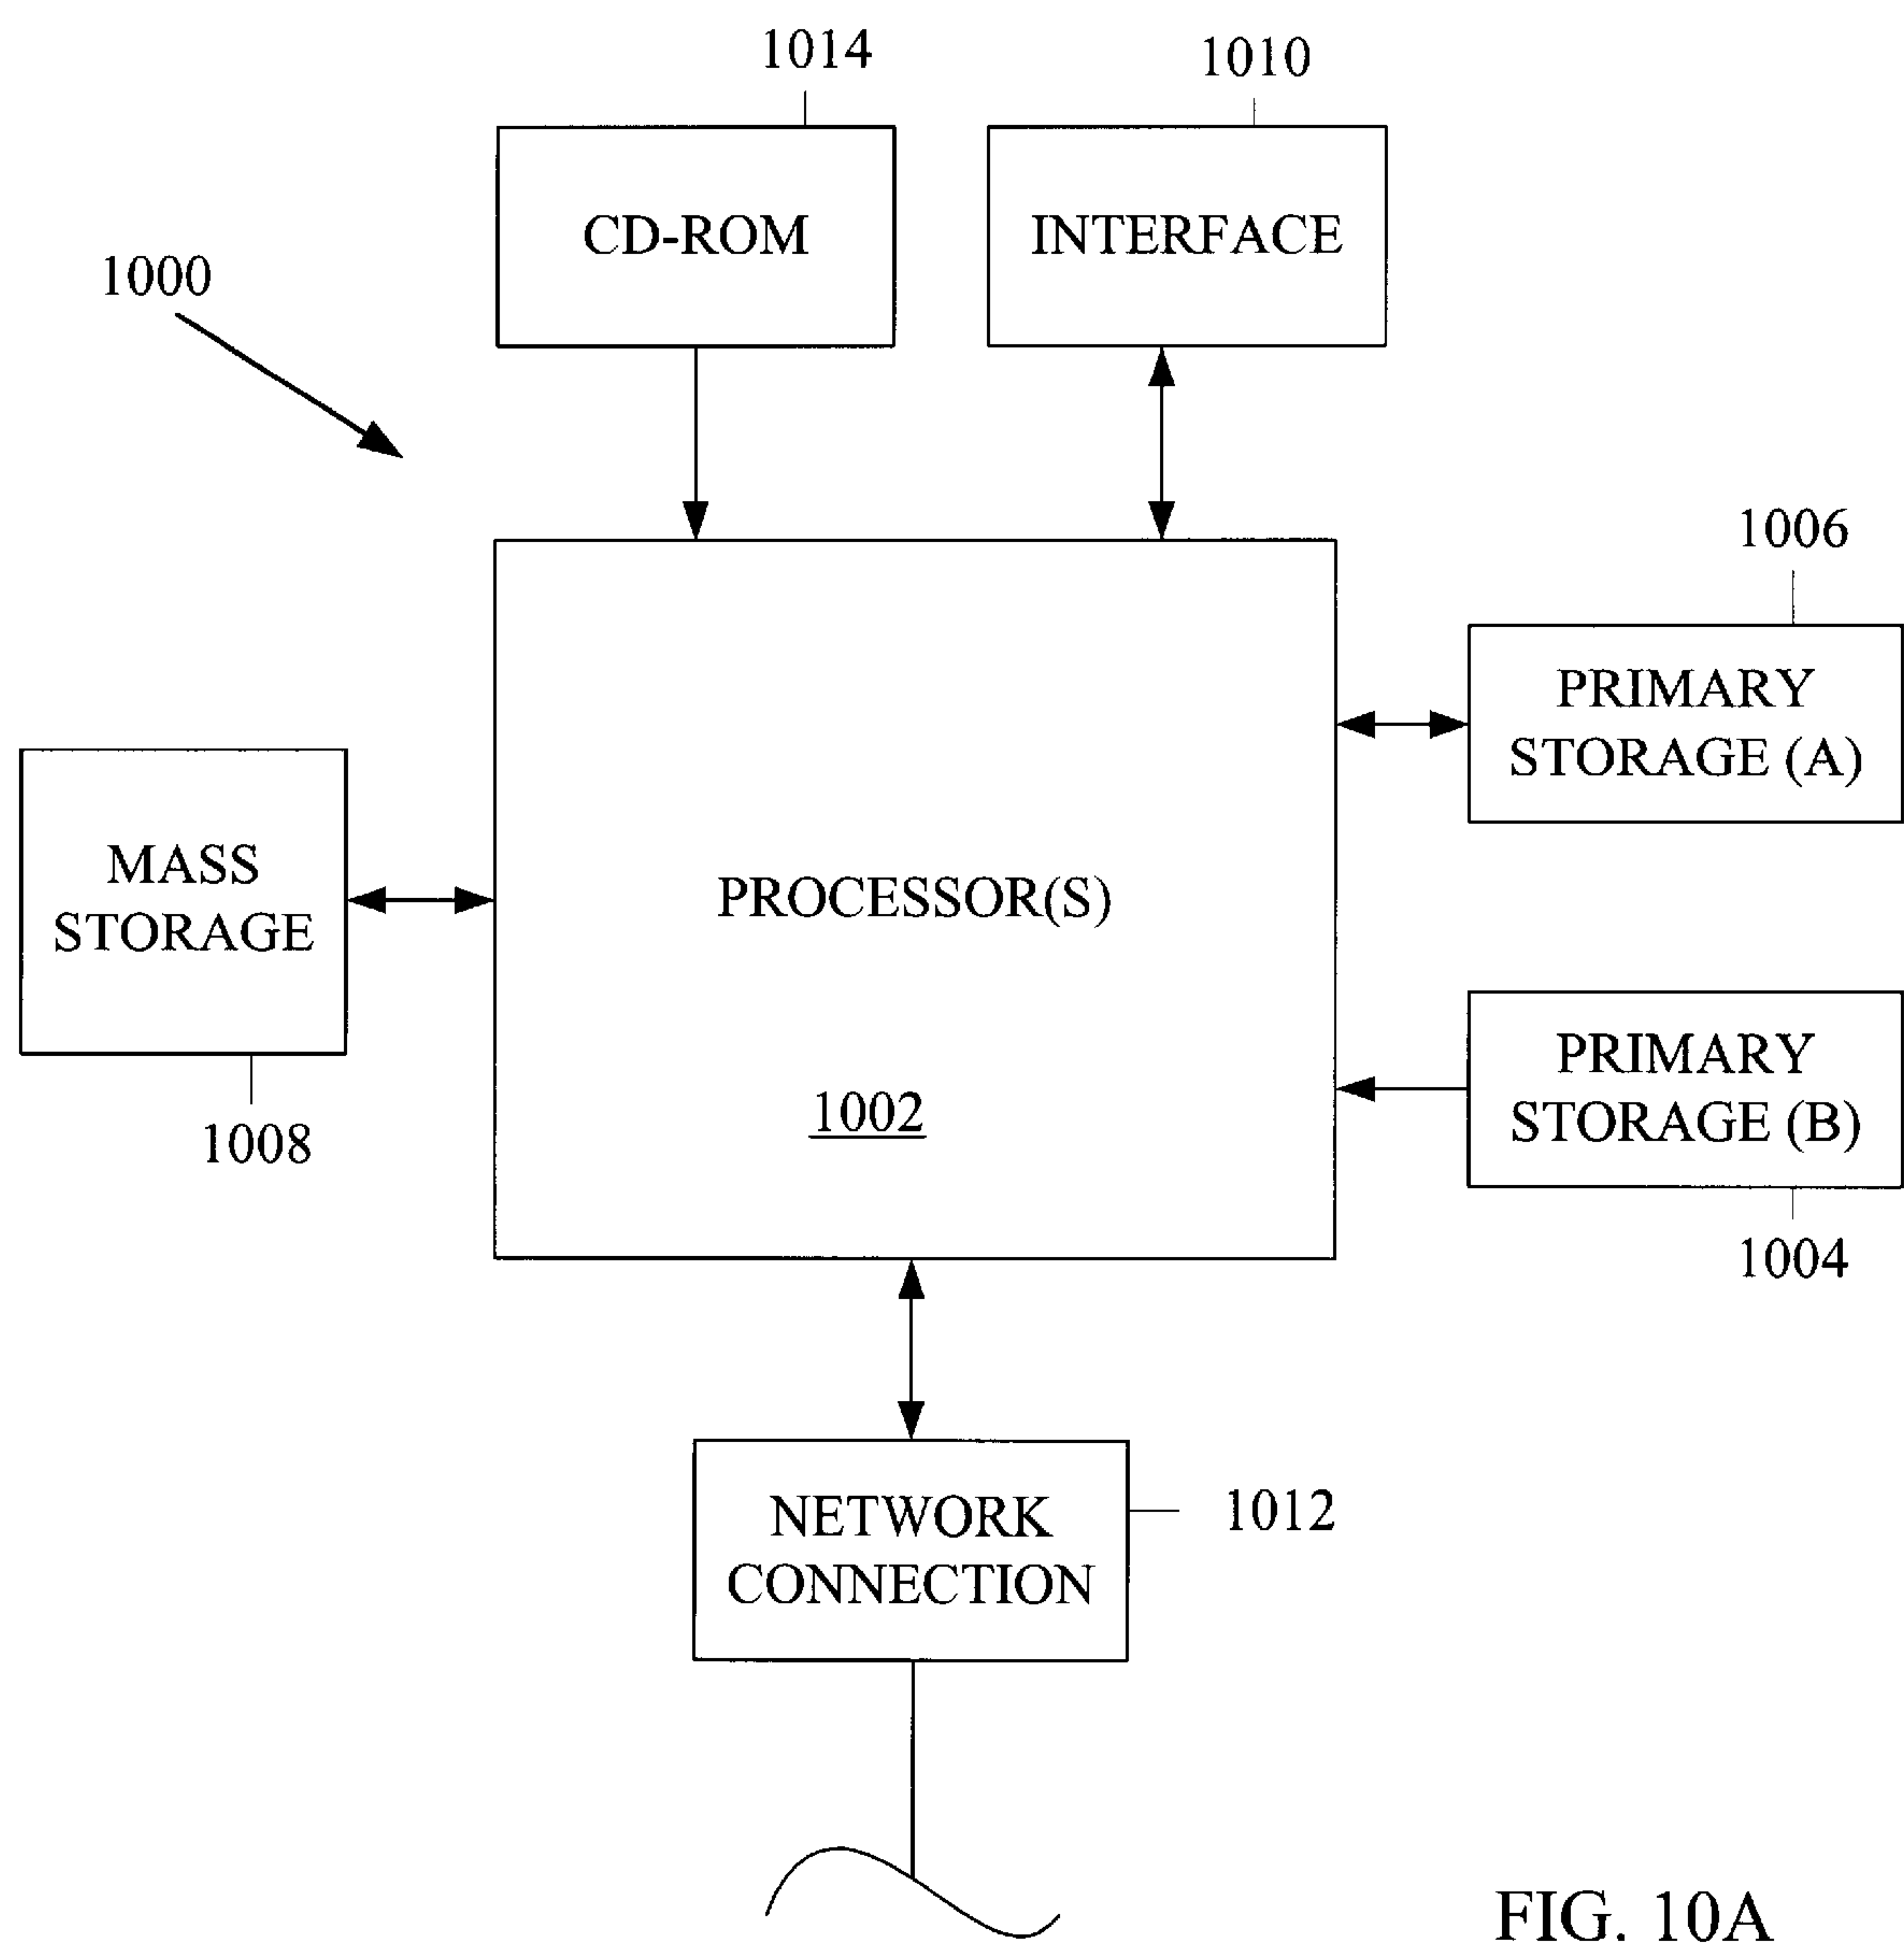 1014
1010
CD-ROM
INTERFACE
1000
1006
PRIMARY
STORAGE (A)
MASS
STORAGE
1008
PROCESSOR(S)
1002
PRIMARY
STORAGE (B)
1004
NETWORK
CONNECTION
1012
FIG. 10A